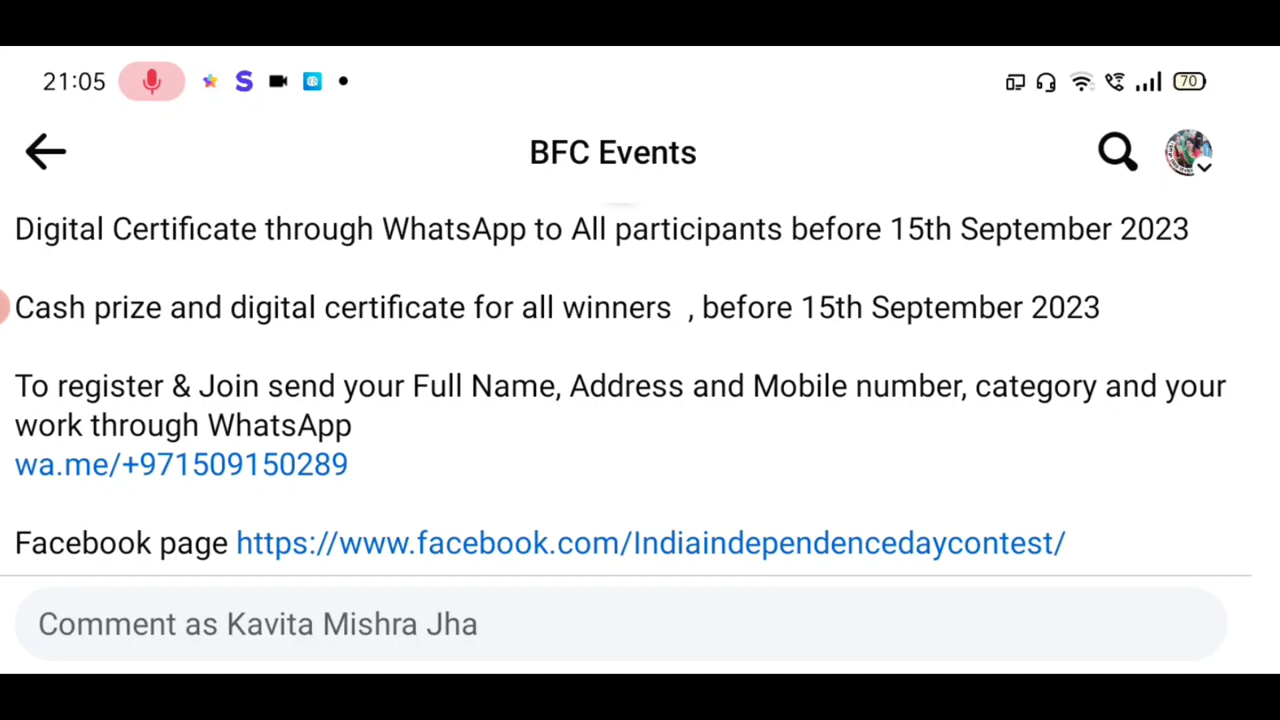 21:05
S
70
BFC Events
Digital Certificate through WhatsApp to All participants before 15th September 2023
Cash prize and digital certificate for all winners , before 15th September 2023
To register & Join send your Full Name, Address and Mobile number, category and your
work through WhatsApp
wa.me/+971509150289
Facebook page https://www.facebook.com/Indiaindependencedaycontest/
Comment as Kavita Mishra Jha